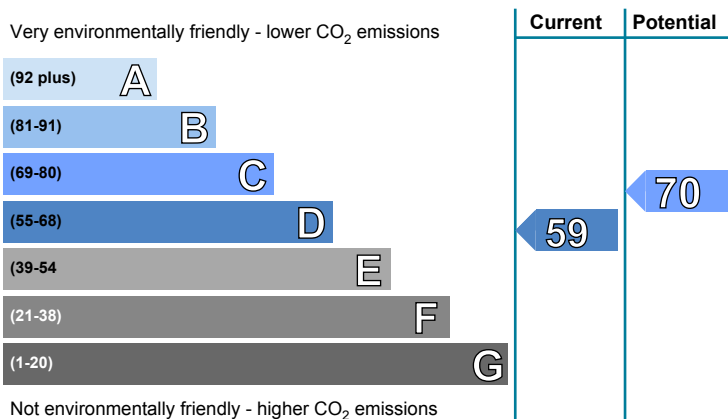 Current Potential
Very environmentally friendly - lower CO2 emissions
(92 plus) A
(81-91) B
(69-80) C
70
(55-68) D
59
(39-54 E
(21-38) F
(1-20) G
Not environmentally friendly - higher CO2 emissions